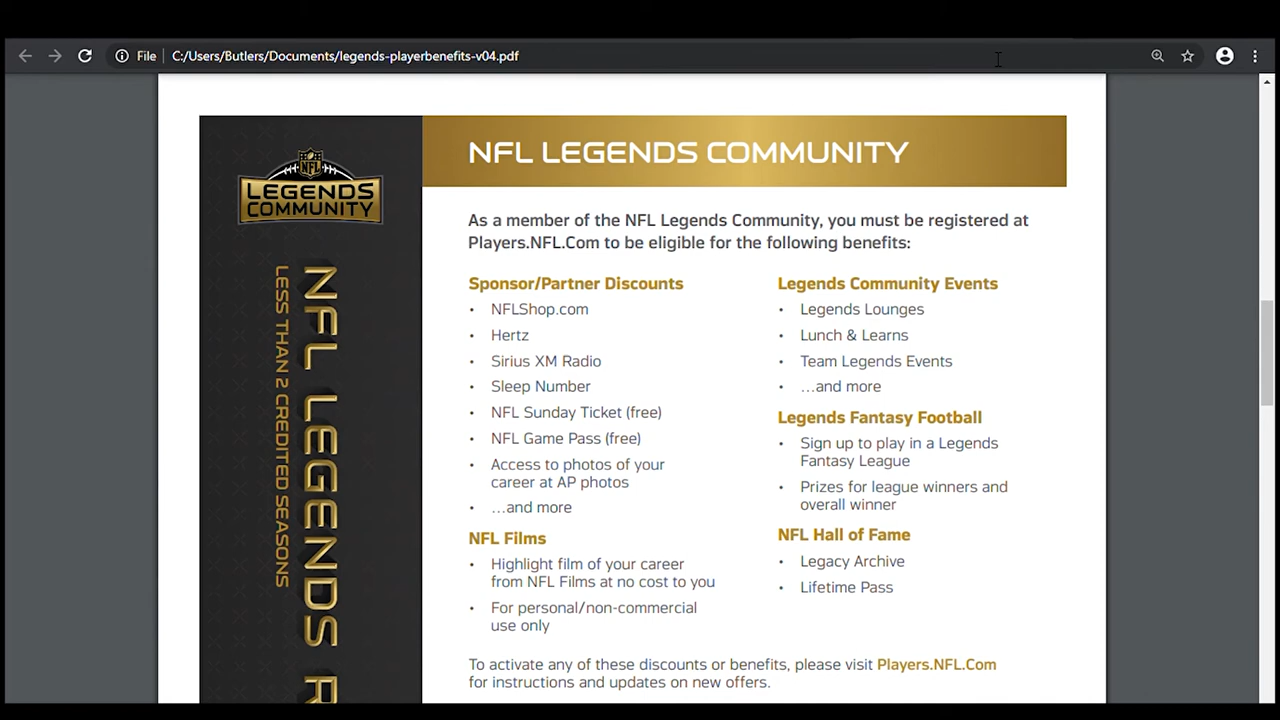 File
C:/Users/Butlers/Documents/legends-playerbenefits-v04.pdf
NFL
LEGENDS
COMMUNITY
NFL LEGENDS R
LESS THAN 2 CREDITED SEASONS
NFL LEGENDS COMMUNITY
As a member of the NFL Legends Community, you must be registered at
Players.NFL.Com to be eligible for the following benefits:
Sponsor/Partner Discounts
• NFLShop.com
• Hertz
• Sirius XM Radio
• Sleep Number
• NFL Sunday Ticket (free)
• NFL Game Pass (free)
• Access to photos of your
career at AP photos
• …and more
NFL Films
• Highlight film of your career
from NFL Films at no cost to you
• For personal/non-commercial
use only
Legends Community Events
• Legends Lounges
• Lunch & Learns
• Team Legends Events
• …and more
Legends Fantasy Football
• Sign up to play in a Legends
Fantasy League
• Prizes for league winners and
overall winner
NFL Hall of Fame
• Legacy Archive
• Lifetime Pass
To activate any of these discounts or benefits, please visit Players.NFL.Com
for instructions and updates on new offers.